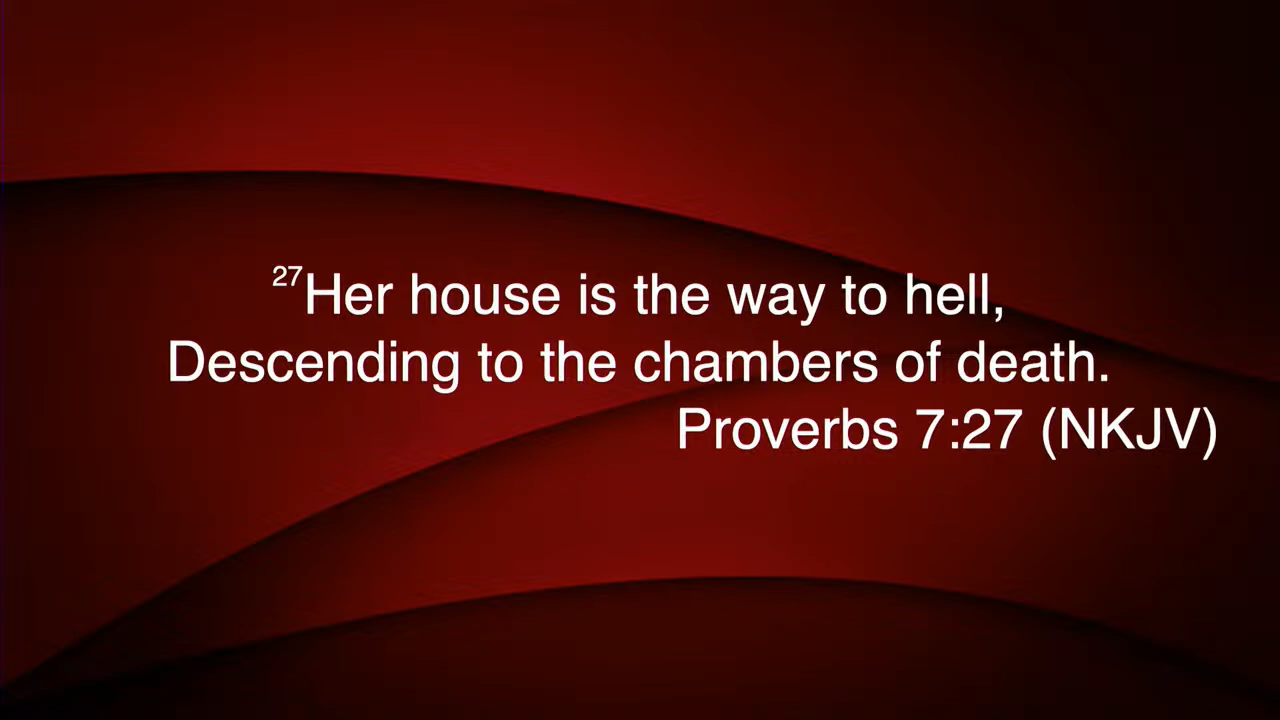 27Her house is the way to hell,
Descending to the chambers of death.
Proverbs 7:27 (NKJV)